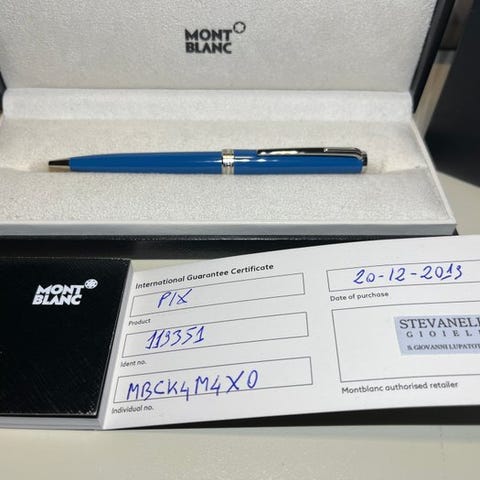 MONT
BLANC
MONT
BLANC
International Guarantee Certificate
PIX
Product
113351
Ident no.
MBCK4M4X0
Individual no.
20-12-2013
Date of purchase
STEVANELL
GIOIELL
S. GIOVANNI LUPATOT
Montblanc authorised retailer